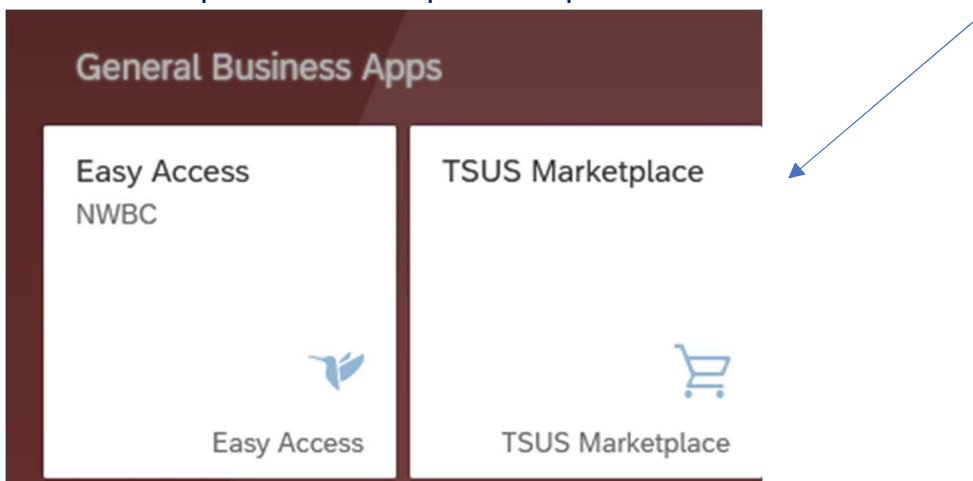 General Business Apps
Easy Access
NWBC
Easy Access
TSUS Marketplace
TSUS Marketplace